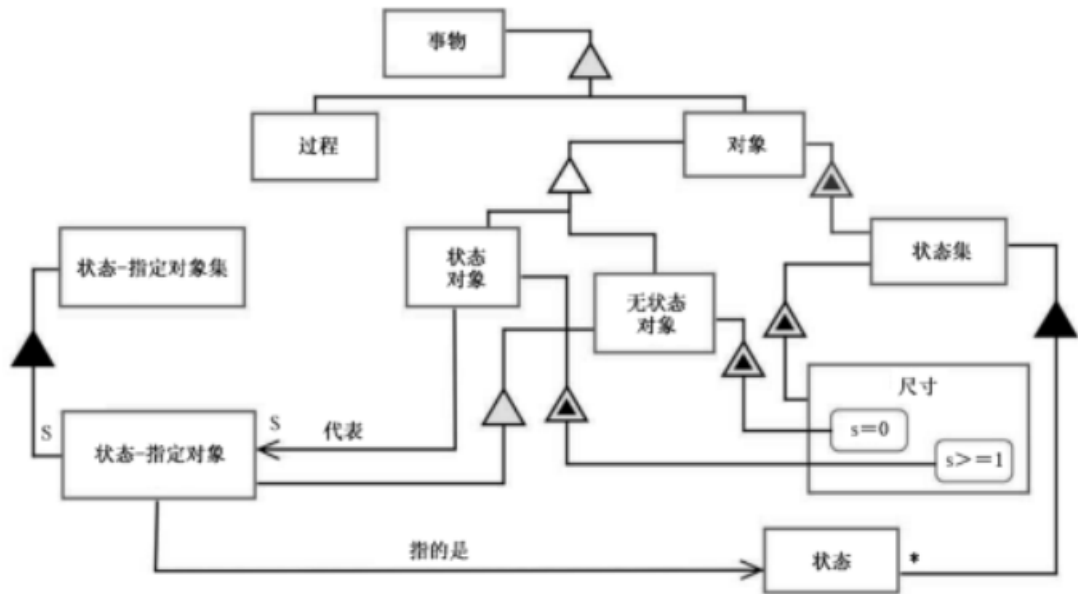 事物
过程
对象
状态-指定对象集
状态
对象
状态集
无状态
对象
尺寸
s=0
S
代表
s>=1
状态-指定对象
S
指的是
状态
*